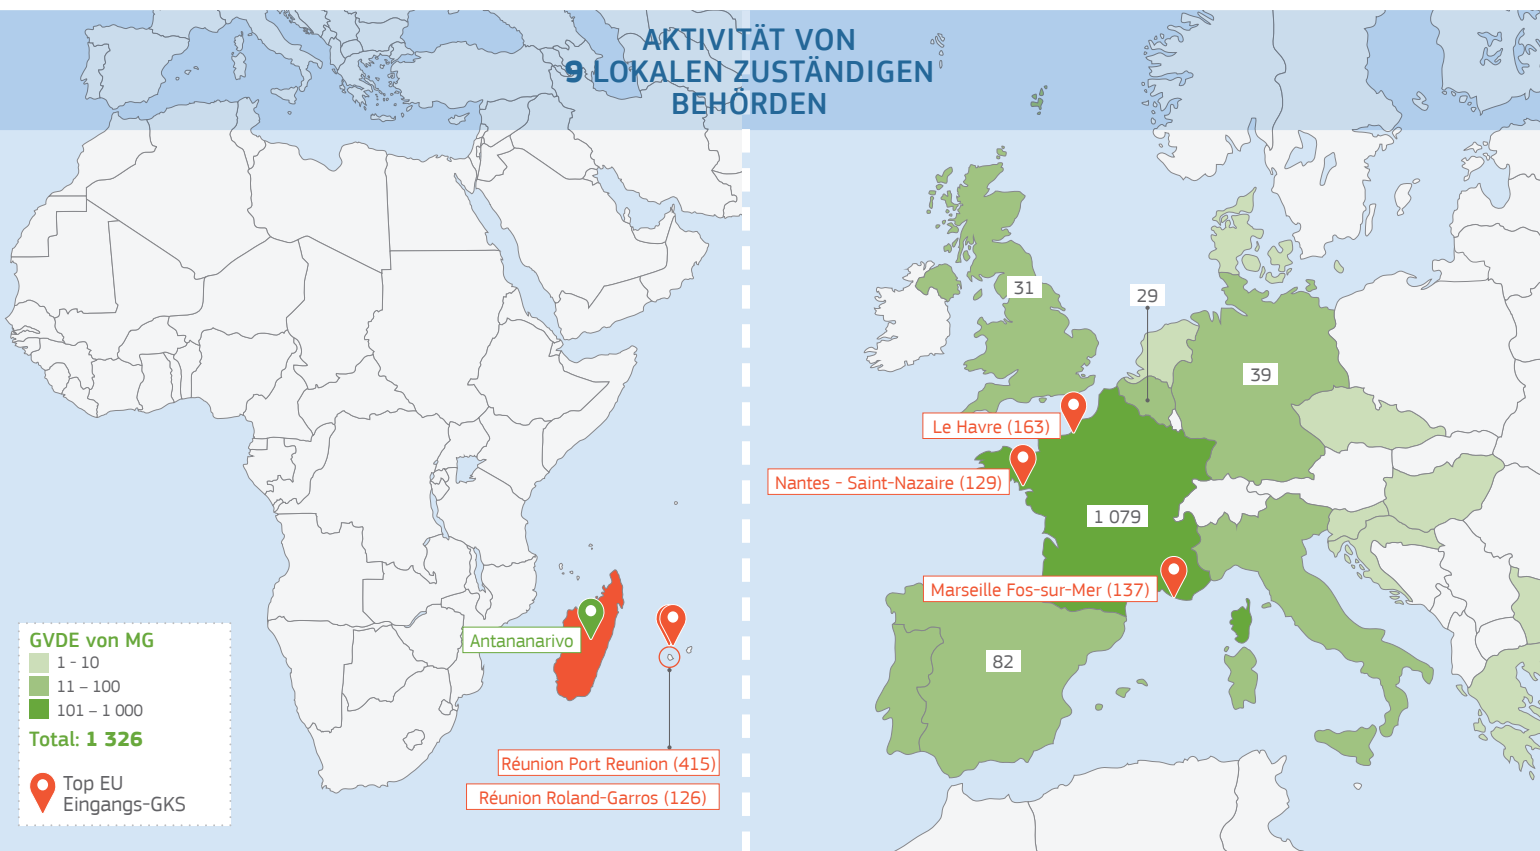 AKTIVITÄT VON
9 LOKALEN ZUSTÄNDIGEN
BEHÖRDEN
31
29
39
Le Havre (163)
Nantes - Saint-Nazaire (129)
1 079
Marseille Fos-sur-Mer (137)
82
Antananarivo
Réunion Port Reunion (415)
Réunion Roland-Garros (126)
GVDE von MG
1 - 10
11 – 100
101 – 1 000
Total: 1 326
Top EU
Eingangs-GKS